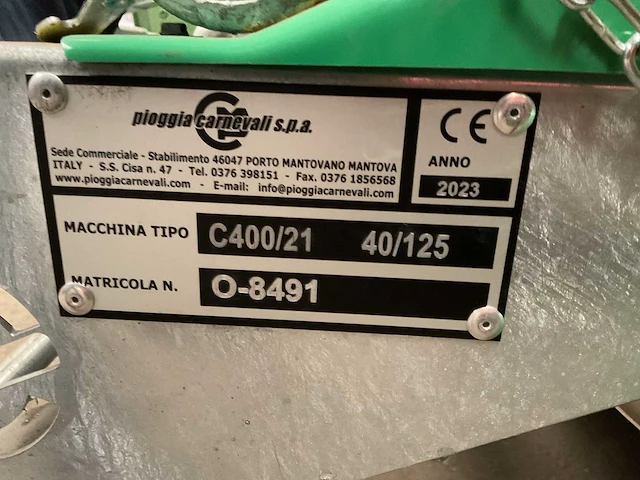 pioggia carnevali s.p.a.
Sede Commerciale - Stabilimento 46047 PORTO MANTOVANO MANTOVA
ITALY - S.S. Cisa n. 47 - Tel. 0376 398151 - Fax. 0376 1856568
www.pioggiacarnevali.com - E-mail: info@pioggiacarnevali.com
CE
ANNO
2023
MACCHINA TIPO C400/21 40/125
MATRICOLA N. O-8491